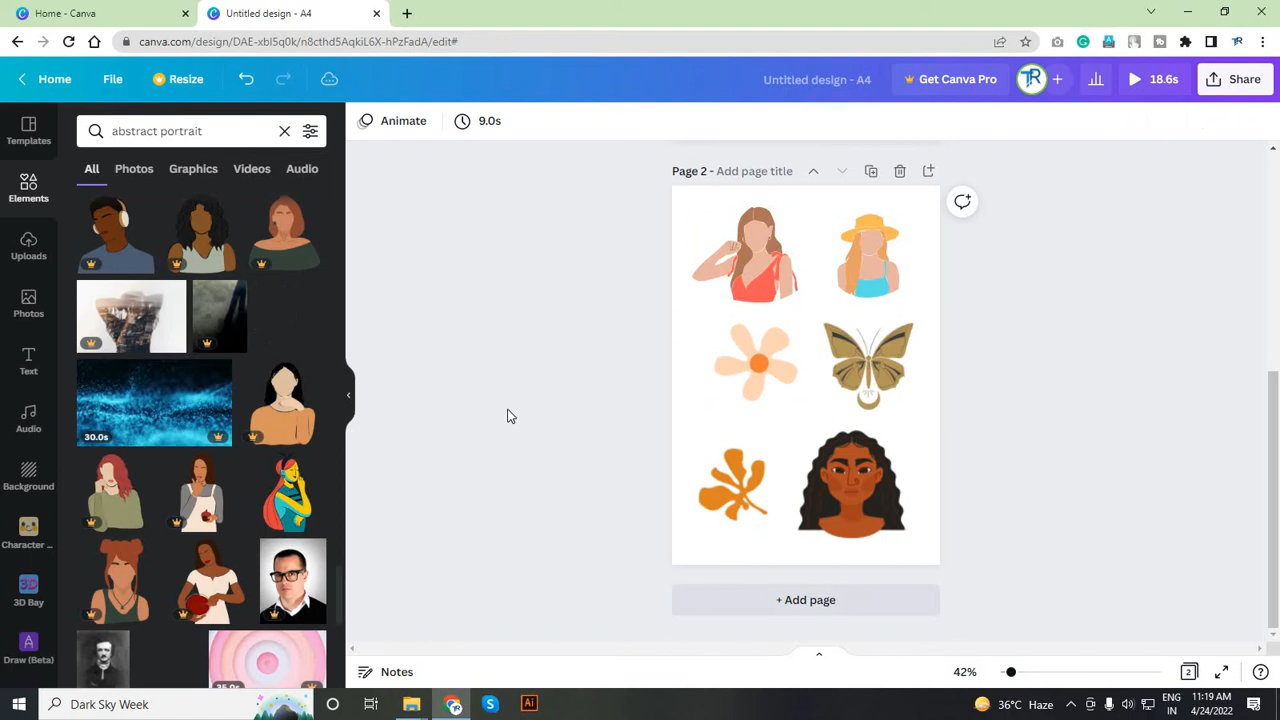 Home - Canva
Untitled design - A4
canva.com/design/DAE-xbI5q0k/n8cthd5AqkiL6X-hPzFadA/edit#
Home
File
Resize
Untitled design - A4
Get Canva Pro
TR
18.6s
Share
Templates
Elements
Uploads
Photos
Text
Audio
Background
Character ...
3D Bay
Draw (Beta)
abstract portrait
All
Photos
Graphics
Videos
Audio
30.0s
Animate
9.0s
Page 2 - Add page title
+ Add page
Notes
42%
2
Dark Sky Week
36°C Haze
ENG
IN
11:19 AM
4/24/2022